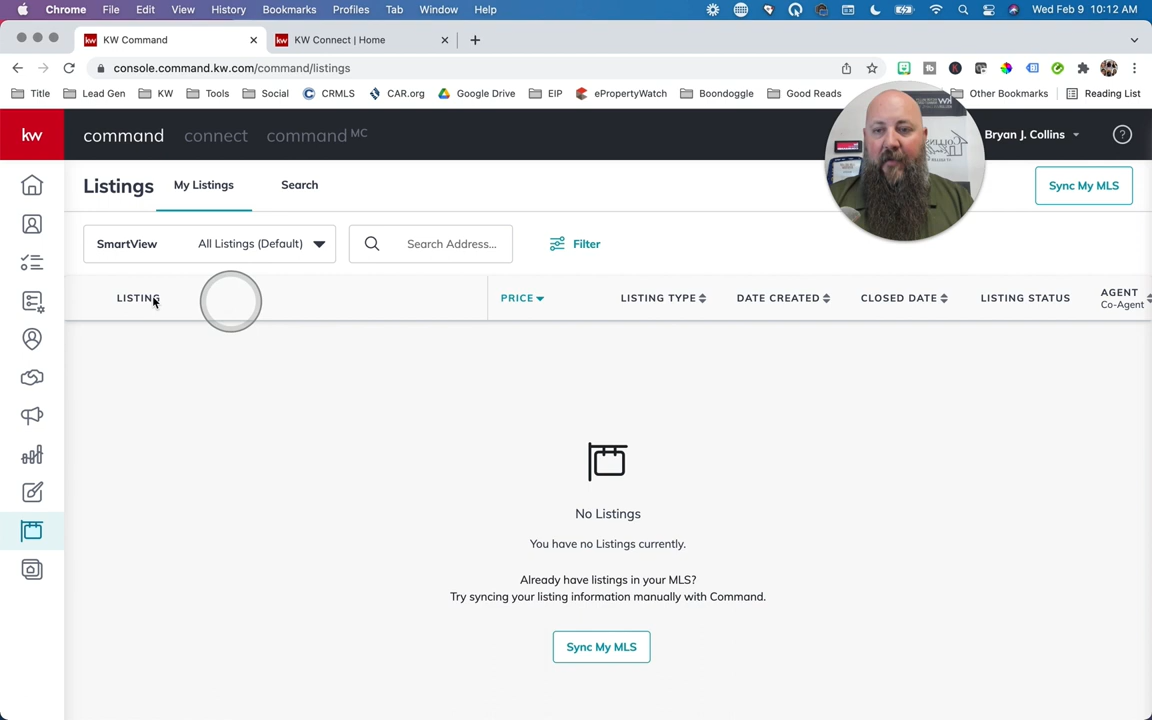 Chrome File Edit View History Bookmarks Profiles Tab Window Help Wed Feb 9 10:12 AM
kw KW Command kw KW Connect | Home
console.command.kw.com/command/listings
Title Lead Gen KW Tools Social CRMLS CAR.org Google Drive EIP ePropertyWatch Boondoggle Good Reads Other Bookmarks Reading List
kw command connect command MC Bryan J. Collins
Listings My Listings Search Sync My MLS
SmartView All Listings (Default) Search Address... Filter
LISTING PRICE LISTING TYPE DATE CREATED CLOSED DATE LISTING STATUS AGENT
Co-Agent
No Listings
You have no Listings currently.
Already have listings in your MLS?
Try syncing your listing information manually with Command.
Sync My MLS